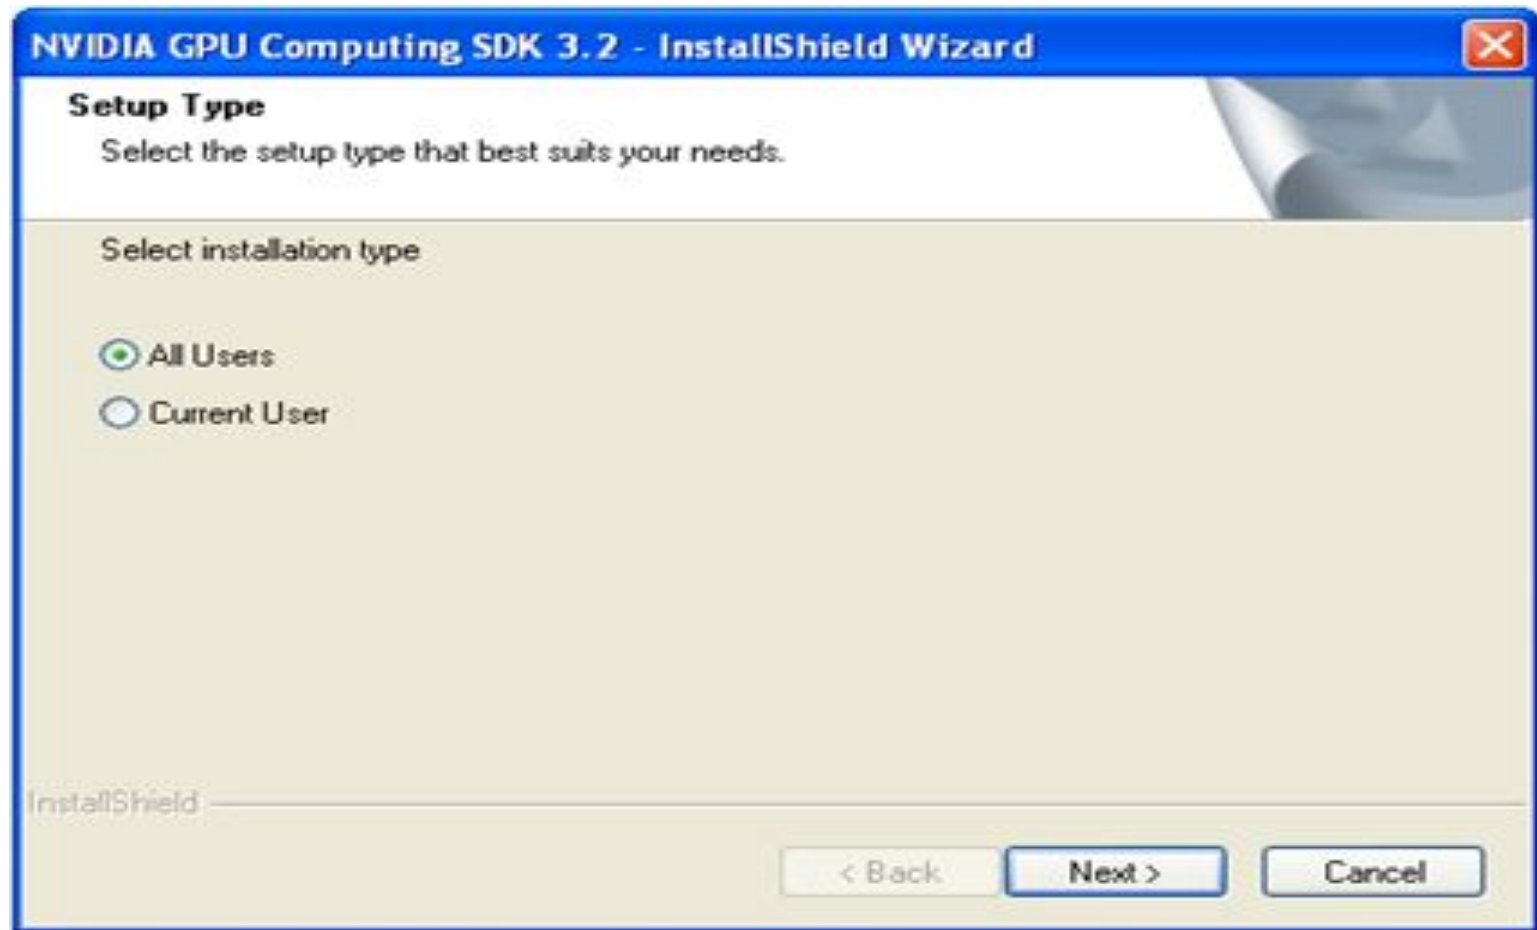 NVIDIA GPU Computing SDK 3.2 - InstallShield Wizard
Setup Type
Select the setup type that best suits your needs.
Select installation type
All Users
Current User
InstallShield
< Back
Next >
Cancel